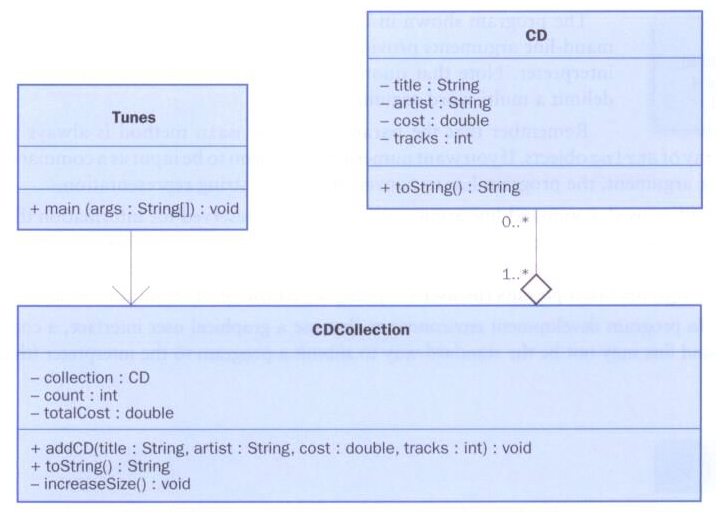 CD
– title : String
– artist : String
– cost : double
– tracks : int
+ toString() : String
Tunes
+ main (args : String[]) : void
0..*
1..*
CDCollection
– collection : CD
– count : int
– totalCost : double
+ addCD(title : String, artist : String, cost : double, tracks : int) : void
+ toString() : String
– increaseSize() : void